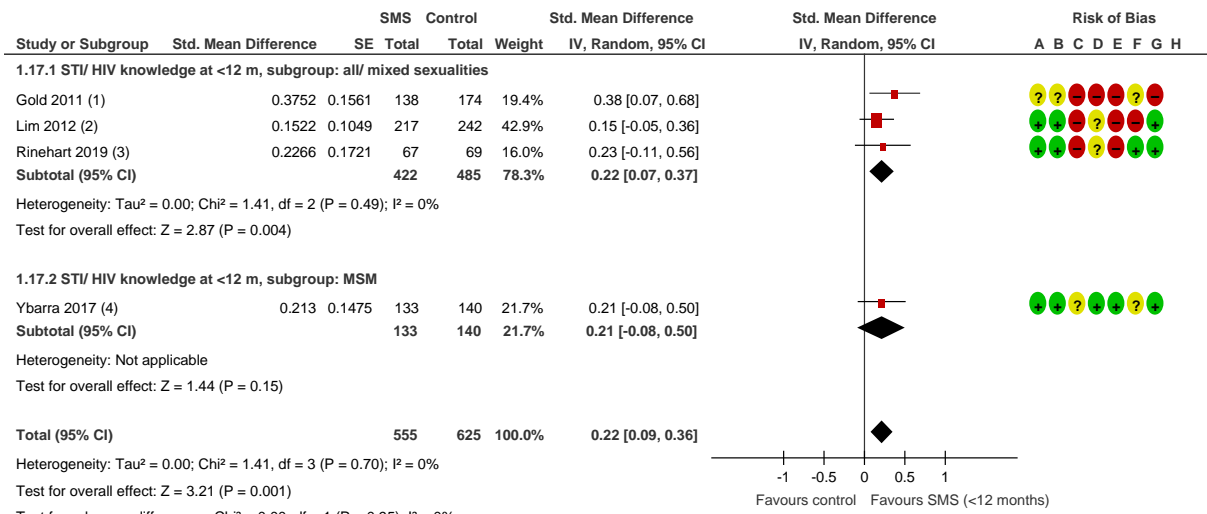 SMS Control Std. Mean Difference Std. Mean Difference Risk of Bias
Study or Subgroup Std. Mean Difference SE Total Total Weight IV, Random, 95% CI IV, Random, 95% CI A B C D E F G H
1.17.1 STI/ HIV knowledge at <12 m, subgroup: all/ mixed sexualities
Gold 2011 (1) 0.3752 0.1561 138 174 19.4% 0.38 [0.07, 0.68] ? ? − − − ? −
Lim 2012 (2) 0.1522 0.1049 217 242 42.9% 0.15 [-0.05, 0.36] + + − ? − − +
Rinehart 2019 (3) 0.2266 0.1721 67 69 16.0% 0.23 [-0.11, 0.56] + + − ? − + +
Subtotal (95% CI) 422 485 78.3% 0.22 [0.07, 0.37]
Heterogeneity: Tau² = 0.00; Chi² = 1.41, df = 2 (P = 0.49); I² = 0%
Test for overall effect: Z = 2.87 (P = 0.004)
1.17.2 STI/ HIV knowledge at <12 m, subgroup: MSM
Ybarra 2017 (4) 0.213 0.1475 133 140 21.7% 0.21 [-0.08, 0.50] + + ? + + ? +
Subtotal (95% CI) 133 140 21.7% 0.21 [-0.08, 0.50]
Heterogeneity: Not applicable
Test for overall effect: Z = 1.44 (P = 0.15)
Total (95% CI) 555 625 100.0% 0.22 [0.09, 0.36]
Heterogeneity: Tau² = 0.00; Chi² = 1.41, df = 3 (P = 0.70); I² = 0%
-1 -0.5 0 0.5 1
Test for overall effect: Z = 3.21 (P = 0.001)
Favours control Favours SMS (<12 months)